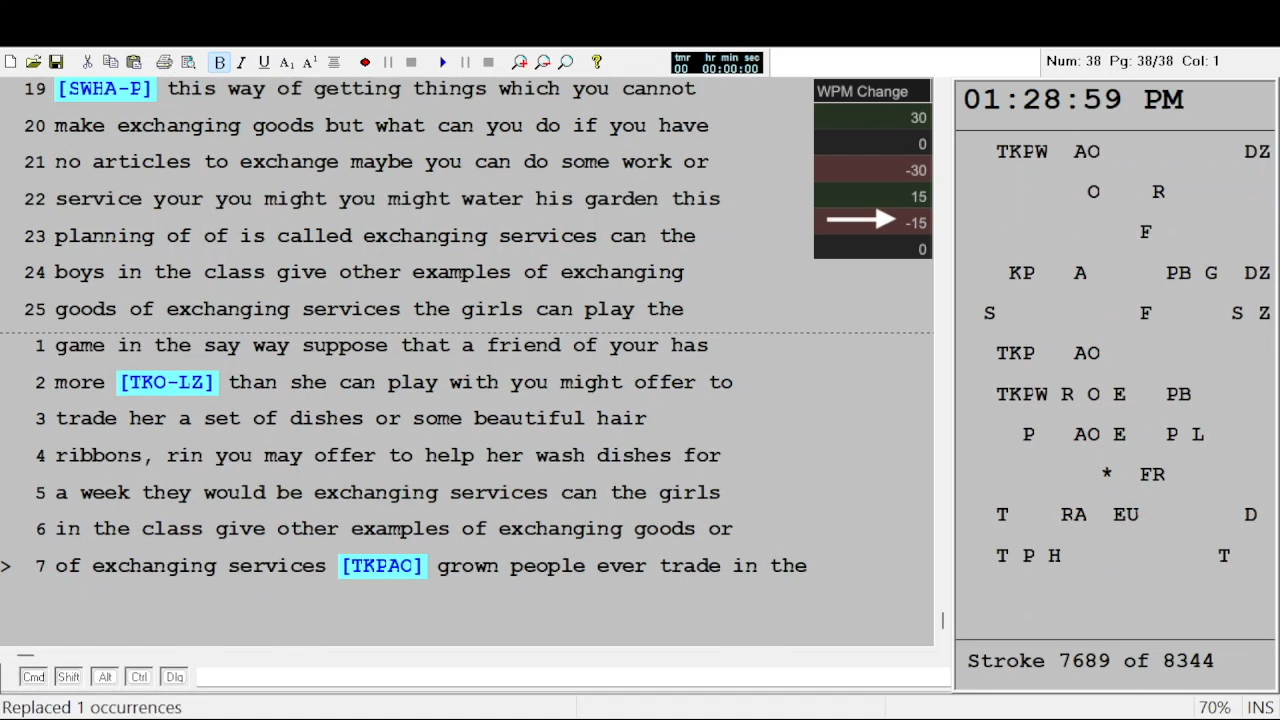 tmr hr min sec
00 00:00:00
Num: 38 Pg: 38/38 Col: 1
19 [SWHA-P] this way of getting things which you cannot
20 make exchanging goods but what can you do if you have
21 no articles to exchange maybe you can do some work or
22 service your you might you might water his garden this
23 planning of of is called exchanging services can the
24 boys in the class give other examples of exchanging
25 goods of exchanging services the girls can play the
1 game in the say way suppose that a friend of your has
2 more [TKO-LZ] than she can play with you might offer to
3 trade her a set of dishes or some beautiful hair
4 ribbons, rin you may offer to help her wash dishes for
5 a week they would be exchanging services can the girls
6 in the class give other examples of exchanging goods or
> 7 of exchanging services [TKPAO] grown people ever trade in the
WPM Change
30
0
-30
15
-15
0
01:28:59 PM
TKPW AO DZ
O R
F
KP A PB G DZ
S F S Z
TKP AO
TKPW R O E PB
P AO E P L
* FR
T RA EU D
T P H T
Stroke 7689 of 8344
Cmd Shift Alt Ctrl Dlg
Replaced 1 occurrences
70% INS